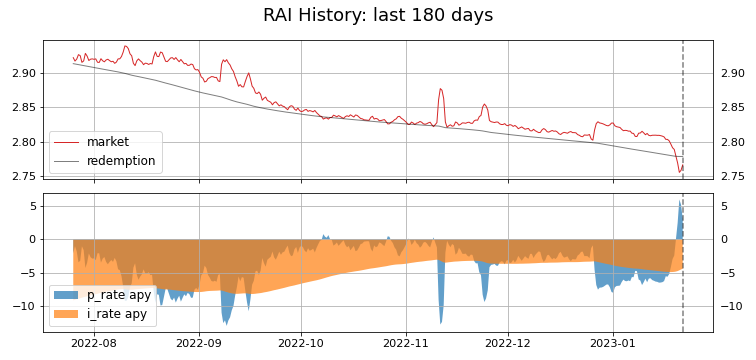 RAI History: last 180 days
2.90 2.90
2.85 2.85
2.80 2.80
2.75 2.75
market
redemption
5 5
0 0
−5 −5
−10 −10
p_rate apy
i_rate apy
2022-08 2022-09 2022-10 2022-11 2022-12 2023-01